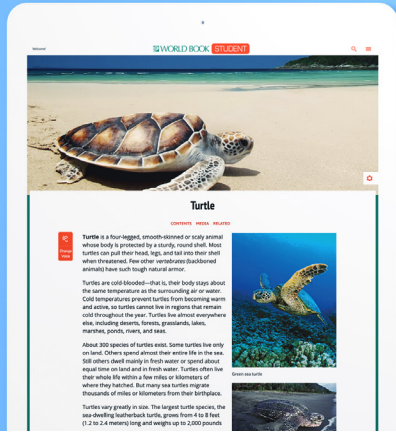 Welcome!
WORLD BOOK STUDENT
Turtle
CONTENTS MEDIA RELATED
Turtle is a four-legged, smooth-skinned or scaly animal
whose body is protected by a sturdy, round shell. Most
turtles can pull their head, legs, and tail into their shell
when threatened. Few other vertebrates (backboned
animals) have such tough natural armor.
Turtles are cold-blooded—that is, their body stays about
the same temperature as the surrounding air or water.
Cold temperatures prevent turtles from becoming warm
and active, so turtles cannot live in regions that remain
cold throughout the year. Turtles live almost everywhere
else, including deserts, forests, grasslands, lakes,
marshes, ponds, rivers, and seas.
About 300 species of turtles exist. Some turtles live only
on land. Others spend almost their entire life in the sea.
Still others dwell mainly in fresh water or spend about
equal time on land and in fresh water. Turtles often live
their whole life within a few miles or kilometers of
where they hatched. But many sea turtles migrate
thousands of miles or kilometers from their birthplace.
Turtles vary greatly in size. The largest turtle species, the
sea-dwelling leatherback turtle, grows from 4 to 8 feet
(1.2 to 2.4 meters) long and weighs up to 2,000 pounds
Green sea turtle